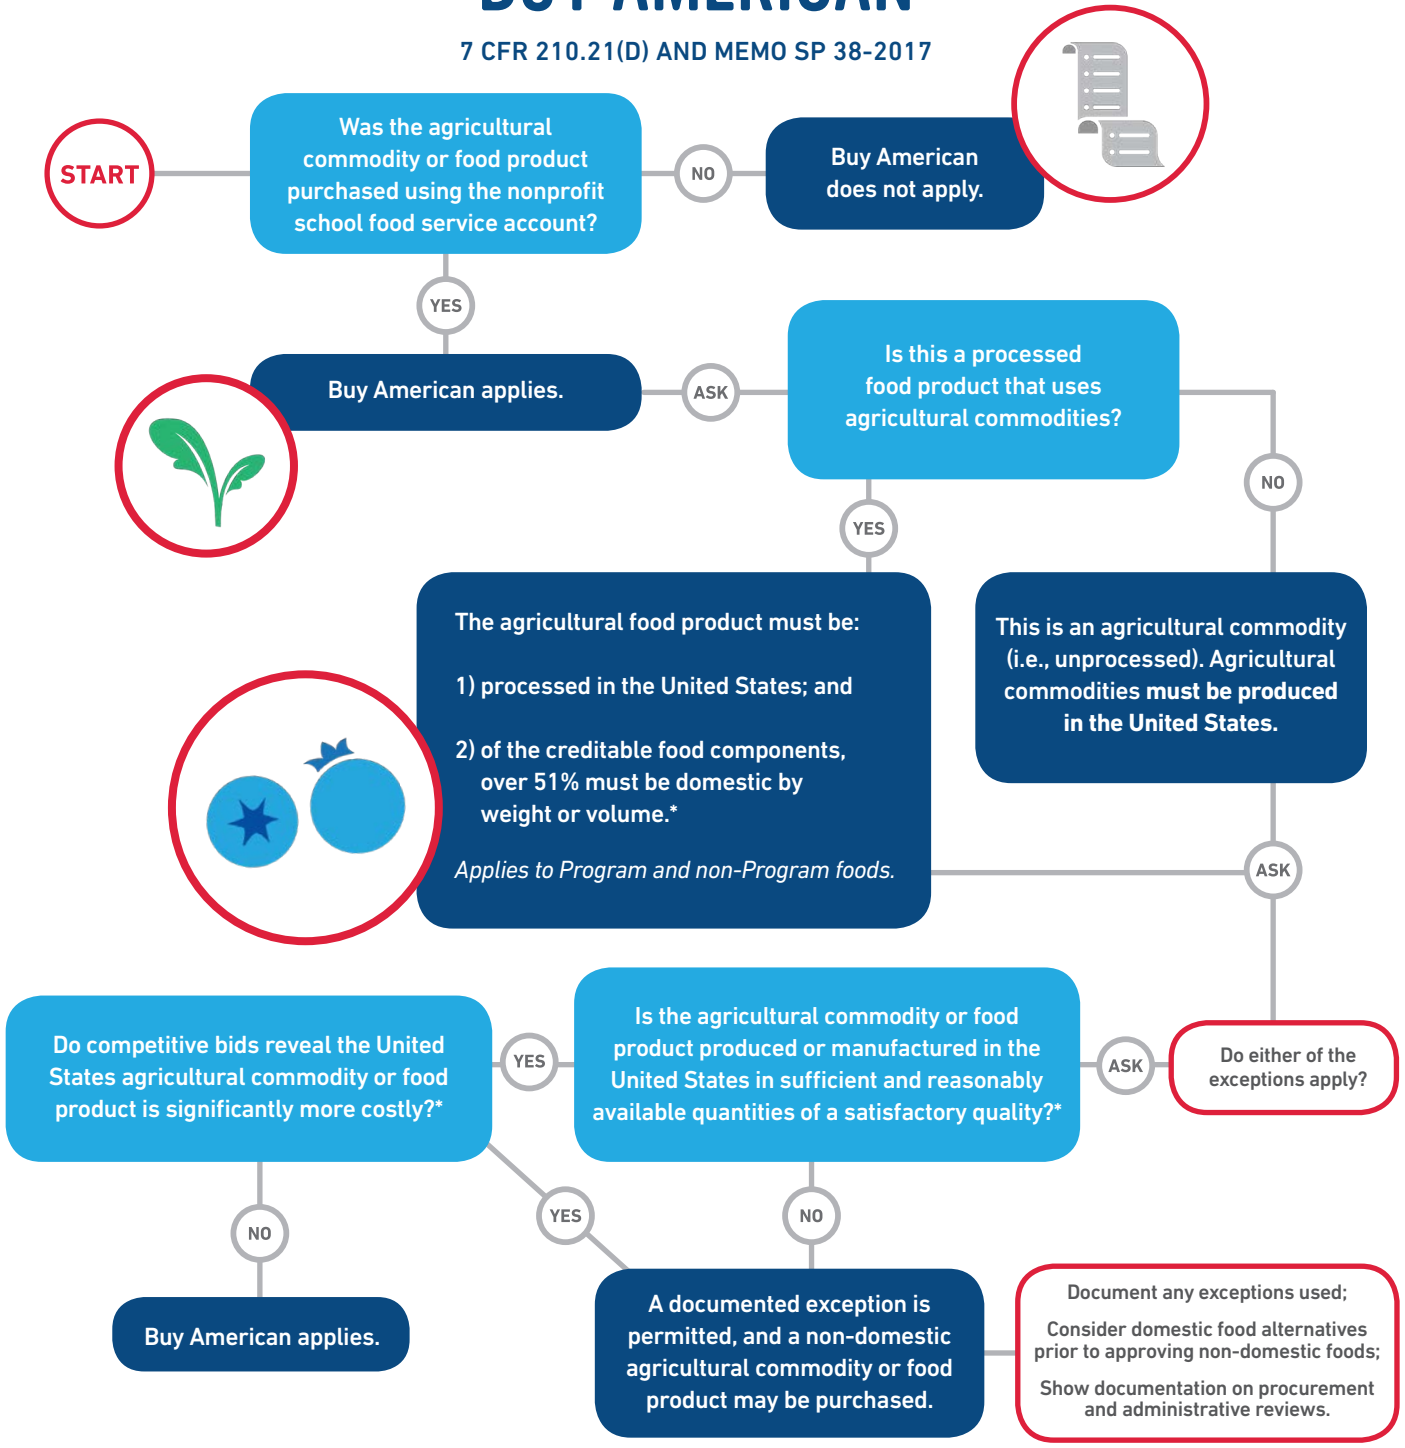 BUY AMERICAN
7 CFR 210.21(D) AND MEMO SP 38-2017
START
Was the agricultural
commodity or food product
purchased using the nonprofit
school food service account?
NO
Buy American
does not apply.
YES
Buy American applies.
ASK
Is this a processed
food product that uses
agricultural commodities?
NO
YES
The agricultural food product must be:
1) processed in the United States; and
2) of the creditable food components,
over 51% must be domestic by
weight or volume.*
Applies to Program and non-Program foods.
This is an agricultural commodity
(i.e., unprocessed). Agricultural
commodities must be produced
in the United States.
ASK
Do either of the
exceptions apply?
ASK
Is the agricultural commodity or food
product produced or manufactured in the
United States in sufficient and reasonably
available quantities of a satisfactory quality?*
YES
Do competitive bids reveal the United
States agricultural commodity or food
product is significantly more costly?*
NO
YES
NO
Buy American applies.
A documented exception is
permitted, and a non-domestic
agricultural commodity or food
product may be purchased.
Document any exceptions used;
Consider domestic food alternatives
prior to approving non-domestic foods;
Show documentation on procurement
and administrative reviews.